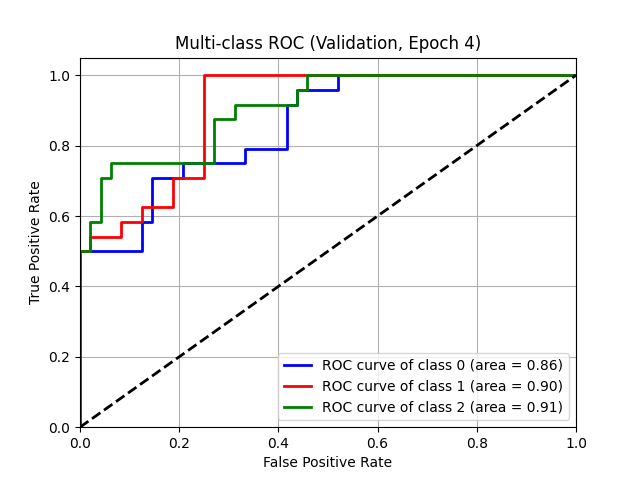 Multi-class ROC (Validation, Epoch 4)
True Positive Rate
1.0
0.8
0.6
0.4
0.2
0.0
ROC curve of class 0 (area = 0.86)
ROC curve of class 1 (area = 0.90)
ROC curve of class 2 (area = 0.91)
0.0 0.2 0.4 0.6 0.8 1.0
False Positive Rate